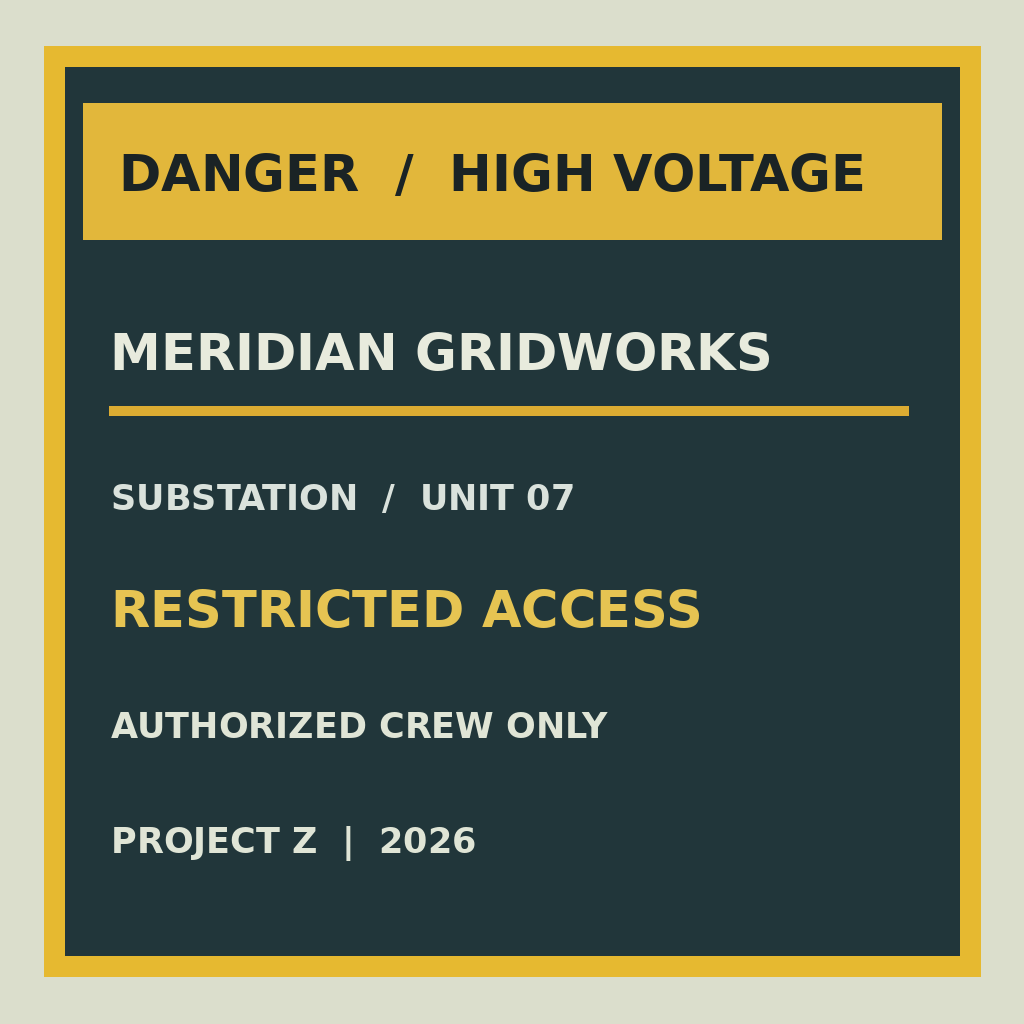 DANGER / HIGH VOLTAGE
MERIDIAN GRIDWORKS
SUBSTATION / UNIT 07
RESTRICTED ACCESS
AUTHORIZED CREW ONLY
PROJECT Z | 2026